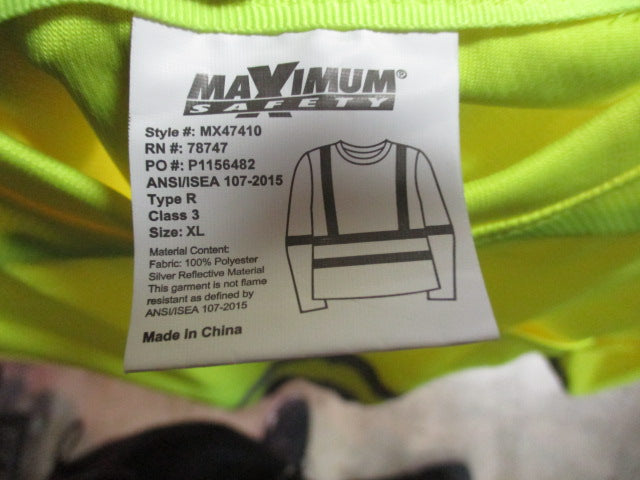 MAXIMUM®
SAFETY
Style #: MX47410
RN #: 78747
PO #: P1156482
ANSI/ISEA 107-2015
Type R
Class 3
Size: XL
Material Content:
Fabric: 100% Polyester
Silver Reflective Material
This garment is not flame
resistant as defined by
ANSI/ISEA 107-2015
Made in China